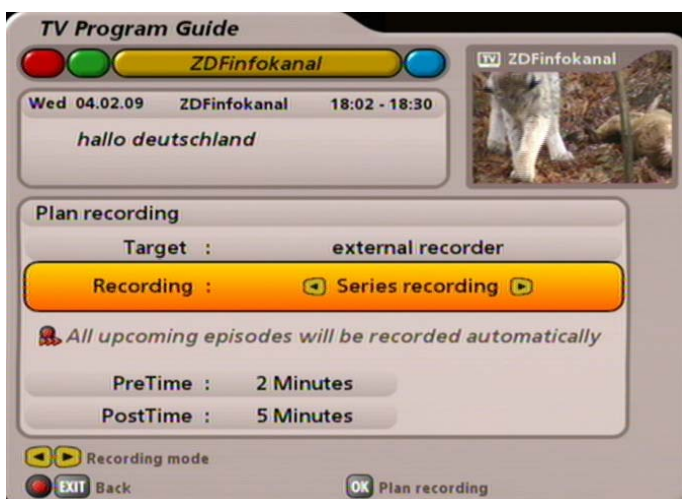 TV Program Guide
ZDFinfokanal
TV ZDFinfokanal
Wed 04.02.09 ZDFinfokanal 18:02 - 18:30
hallo deutschland
Plan recording
Target : external recorder
Recording : Series recording
All upcoming episodes will be recorded automatically
PreTime : 2 Minutes
PostTime : 5 Minutes
Recording mode
EXIT Back OK Plan recording